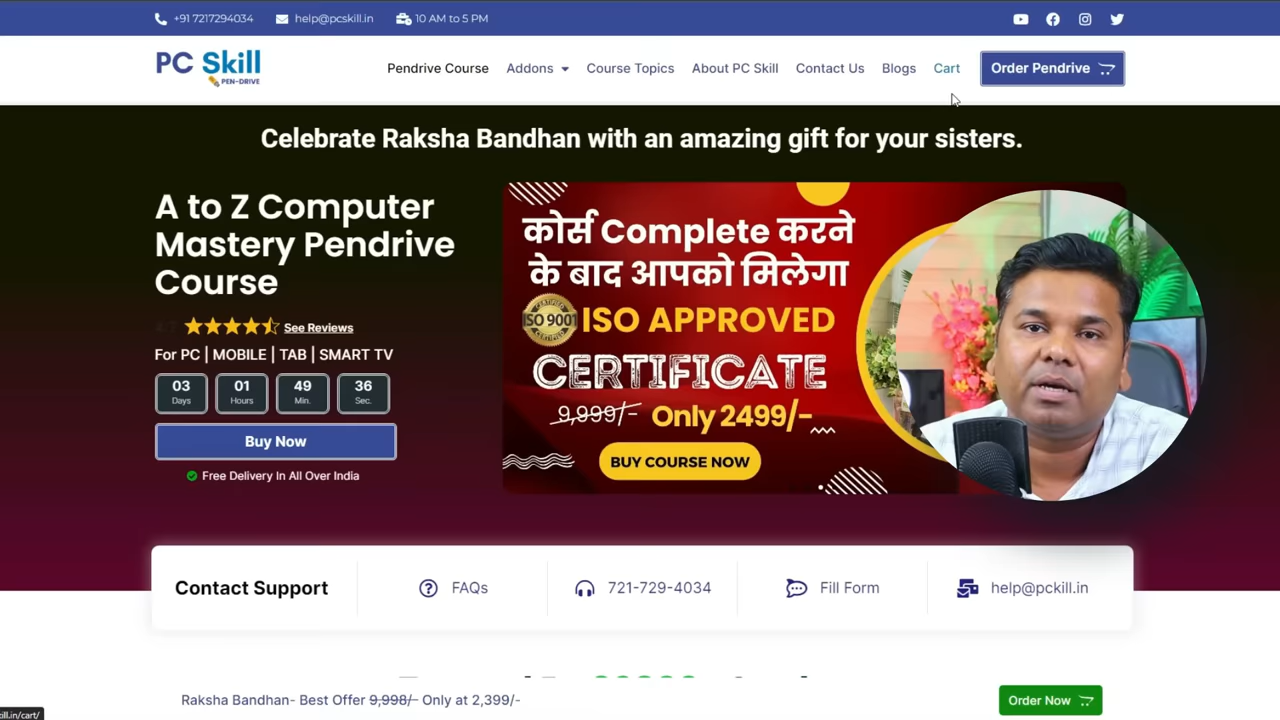 +91 7217294034 help@pcskill.in 10 AM to 5 PM
PC Skill
PEN-DRIVE
Pendrive Course Addons Course Topics About PC Skill Contact Us Blogs Cart Order Pendrive
Celebrate Raksha Bandhan with an amazing gift for your sisters.
A to Z Computer
Mastery Pendrive
Course
See Reviews
For PC | MOBILE | TAB | SMART TV
03 01 49 36
Days Hours Min. Sec.
Buy Now
Free Delivery In All Over India
कोर्स Complete करने
के बाद आपको मिलेगा
ISO 9001 ISO APPROVED
CERTIFICATE
9,999/- Only 2499/-
BUY COURSE NOW
Contact Support FAQs 721-729-4034 Fill Form help@pckill.in
Raksha Bandhan- Best Offer 9,998/- Only at 2,399/- Order Now
ill.in/cart/